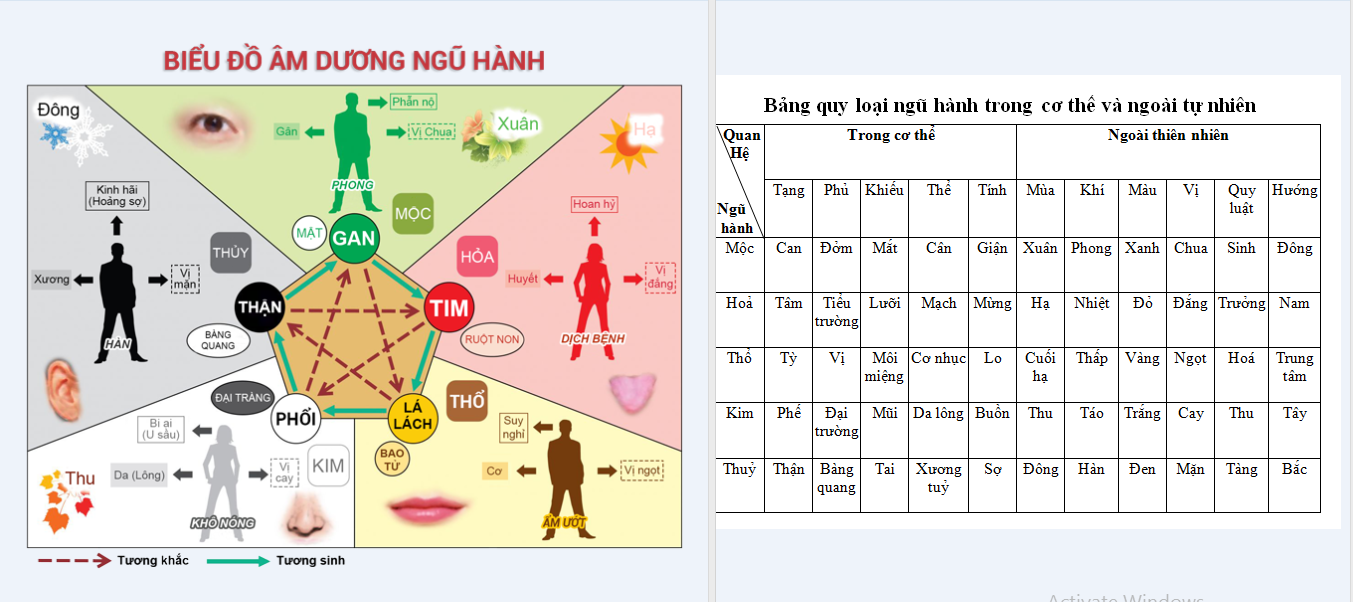 BIỂU ĐỒ ÂM DƯƠNG NGŨ HÀNH
Đông
Phẫn nộ
Gân
Vị Chua
Xuân
Hạ
PHONG
Kinh hãi
(Hoảng sợ)
MỘC
MẬT
GAN
THỦY
HỎA
Hoan hỷ
Xương
Vị
mặn
Huyết
Vị
đắng
THẬN
TIM
HÀN
BÀNG
QUANG
RUỘT NON
DỊCH BỆNH
ĐẠI TRÀNG
PHỔI
LÁ
LÁCH
THỔ
Bi ai
(U sầu)
Suy
nghĩ
BAO
TỬ
Thu
Da (Lông)
Vị
cay
KIM
Cơ
Vị ngọt
KHÔ NÓNG
ẨM ƯỚT
Tương khắc
Tương sinh
Bảng quy loại ngũ hành trong cơ thể và ngoài tự nhiên
Quan Hệ
Ngũ hành
Trong cơ thể Ngoài thiên nhiên
Tạng Phủ Khiếu Thể Tính Mùa Khí Màu Vị Quy luật Hướng
Mộc Can Đởm Mắt Cân Giận Xuân Phong Xanh Chua Sinh Đông
Hoả Tâm Tiểu trường Lưỡi Mạch Mừng Hạ Nhiệt Đỏ Đắng Trưởng Nam
Thổ Tỳ Vị Môi miệng Cơ nhục Lo Cuối hạ Thấp Vàng Ngọt Hoá Trung tâm
Kim Phế Đại trường Mũi Da lông Buồn Thu Táo Trắng Cay Thu Tây
Thuỷ Thận Bàng quang Tai Xương tuỷ Sợ Đông Hàn Đen Mặn Tàng Bắc
Activate Windows